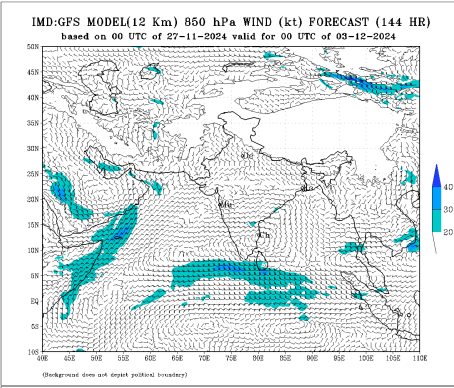 IMD:GFS MODEL(12 Km) 850 hPa WIND (kt) FORECAST (144 HR)
based on 00 UTC of 27-11-2024 valid for 00 UTC of 03-12-2024
50N
45N
40N
35N
30N
25N
20N
15N
10N
5N
EQ
5S
10S
40E 45E 50E 55E 60E 65E 70E 75E 80E 85E 90E 95E 100E 105E 110E
40
30
20
(Background does not depict political boundary)